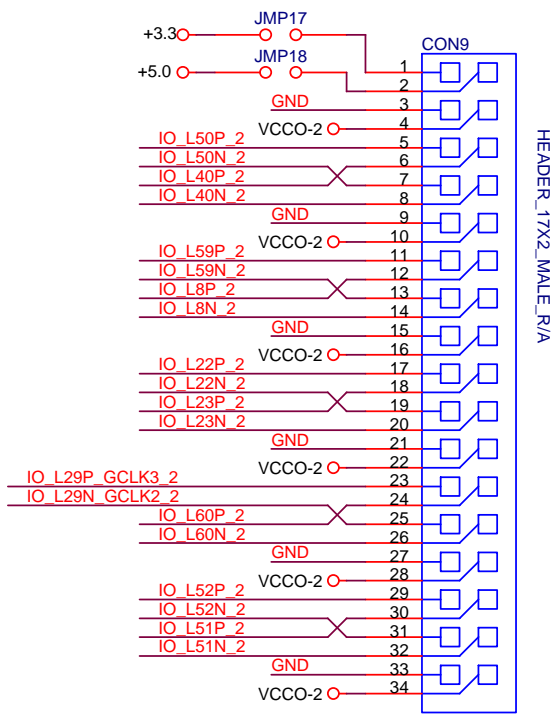 JMP17
+3.3
CON9
JMP18
+5.0
1
2
GND 3
VCCO-2 4
IO_L50P_2 5
IO_L50N_2 6
IO_L40P_2 7
IO_L40N_2 8
GND 9
VCCO-2 10
IO_L59P_2 11
IO_L59N_2 12
IO_L8P_2 13
IO_L8N_2 14
GND 15
VCCO-2 16
IO_L22P_2 17
IO_L22N_2 18
IO_L23P_2 19
IO_L23N_2 20
GND 21
VCCO-2 22
IO_L29P_GCLK3_2 23
IO_L29N_GCLK2_2 24
IO_L60P_2 25
IO_L60N_2 26
GND 27
VCCO-2 28
IO_L52P_2 29
IO_L52N_2 30
IO_L51P_2 31
IO_L51N_2 32
GND 33
VCCO-2 34
HEADER_17X2_MALE_R/A